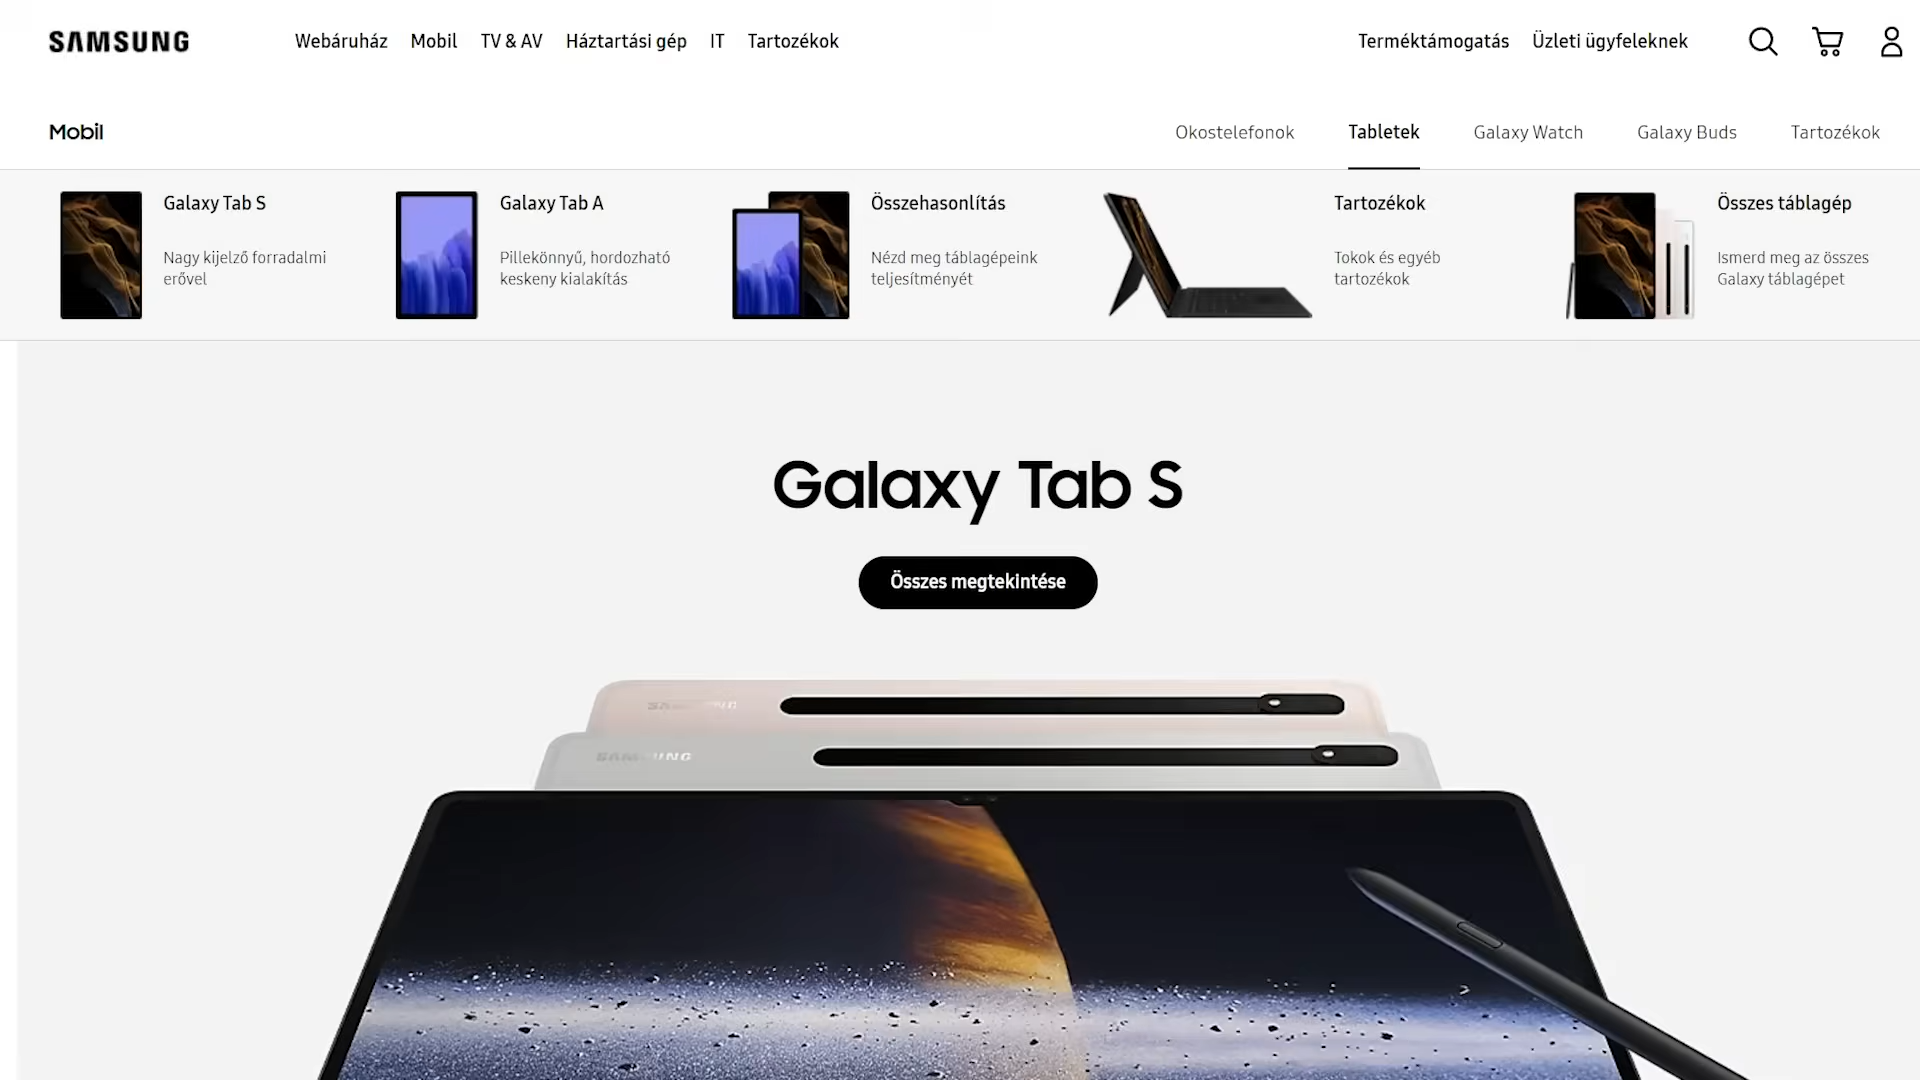 SAMSUNG
Webáruház Mobil TV & AV Háztartási gép IT Tartozékok
Terméktámogatás Üzleti ügyfeleknek
Mobil
Okostelefonok Tabletek Galaxy Watch Galaxy Buds Tartozékok
Galaxy Tab S
Nagy kijelző forradalmi
erővel
Galaxy Tab A
Pillekönnyű, hordozható
keskeny kialakítás
Összehasonlítás
Nézd meg táblagépeink
teljesítményét
Tartozékok
Tokok és egyéb
tartozékok
Összes táblagép
Ismerd meg az összes
Galaxy táblagépet
Galaxy Tab S
Összes megtekintése
SAMSUNG
SAMSUNG